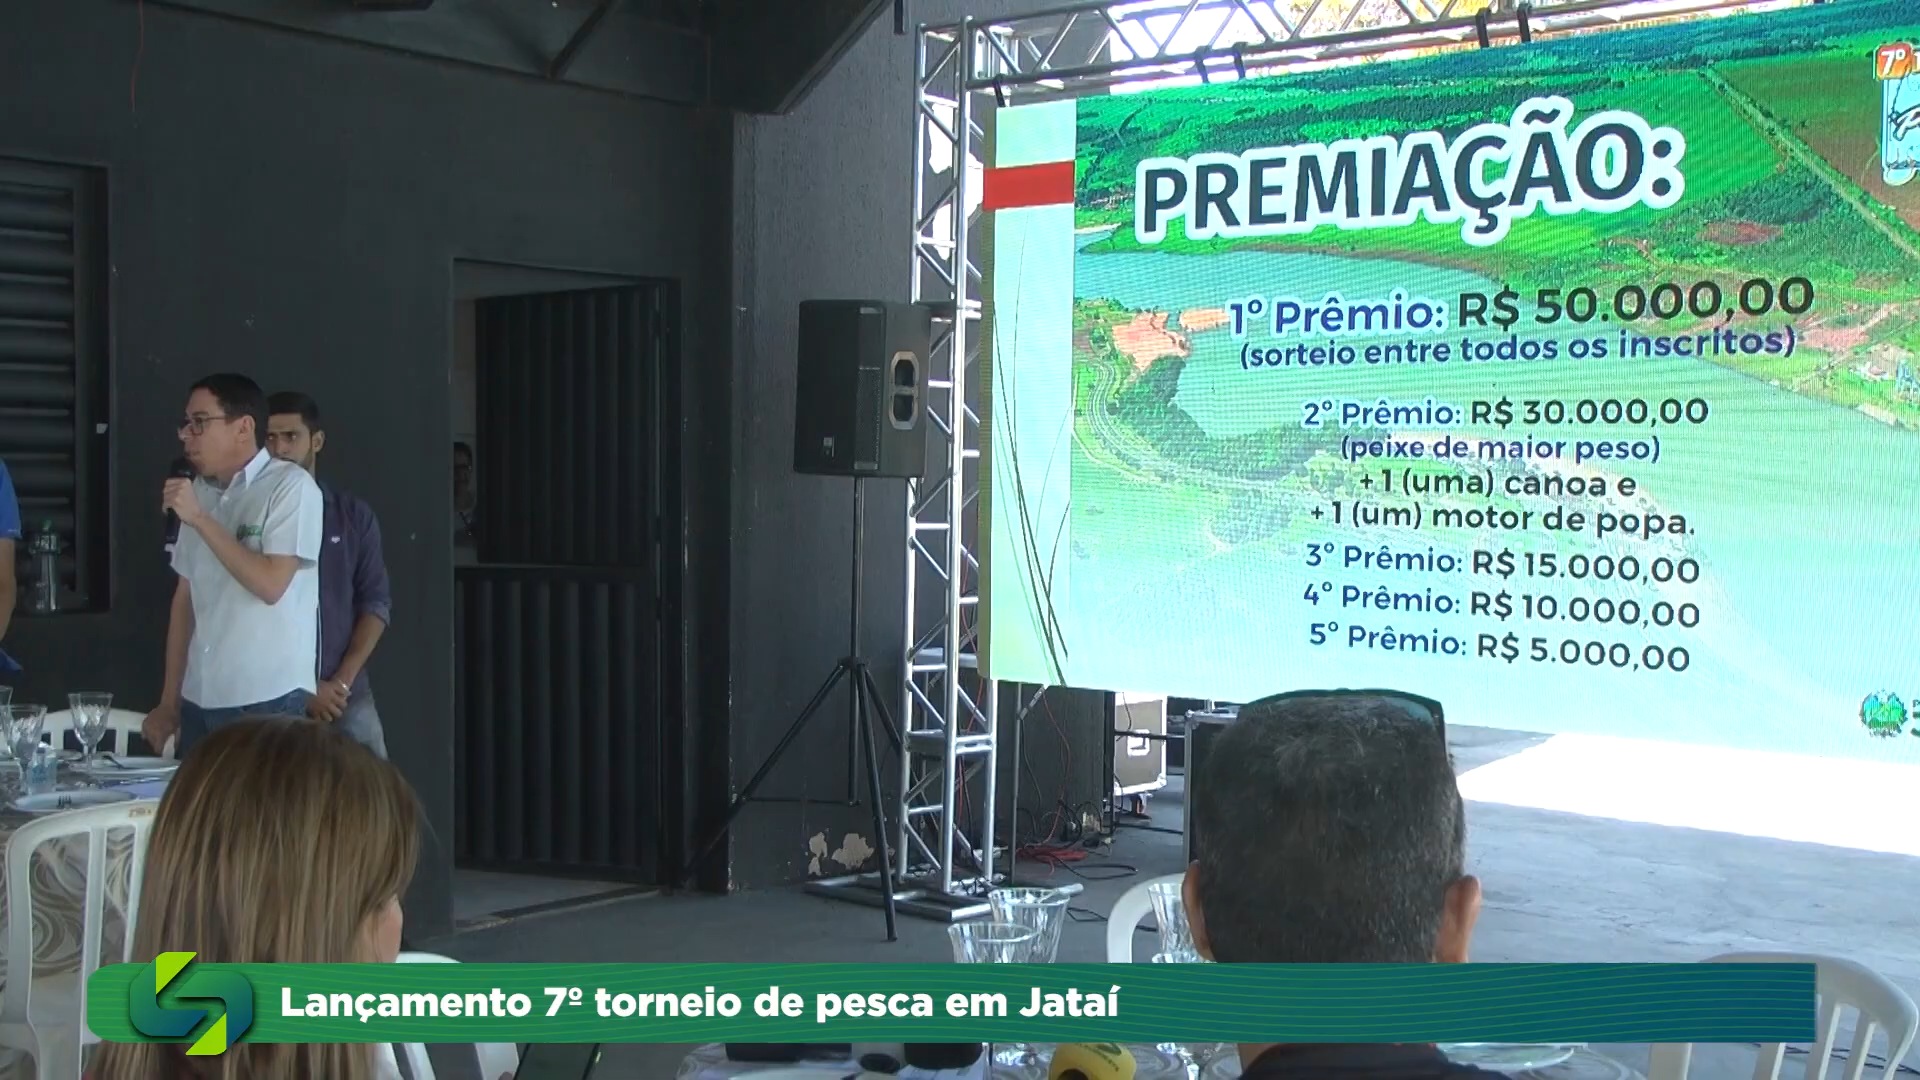 7º
PREMIAÇÃO:
1º Prêmio: R$ 50.000,00
(sorteio entre todos os inscritos)
2º Prêmio: R$ 30.000,00
(peixe de maior peso)
+ 1 (uma) canoa e
+ 1 (um) motor de popa.
3º Prêmio: R$ 15.000,00
4º Prêmio: R$ 10.000,00
5º Prêmio: R$ 5.000,00
Lançamento 7º torneio de pesca em Jataí